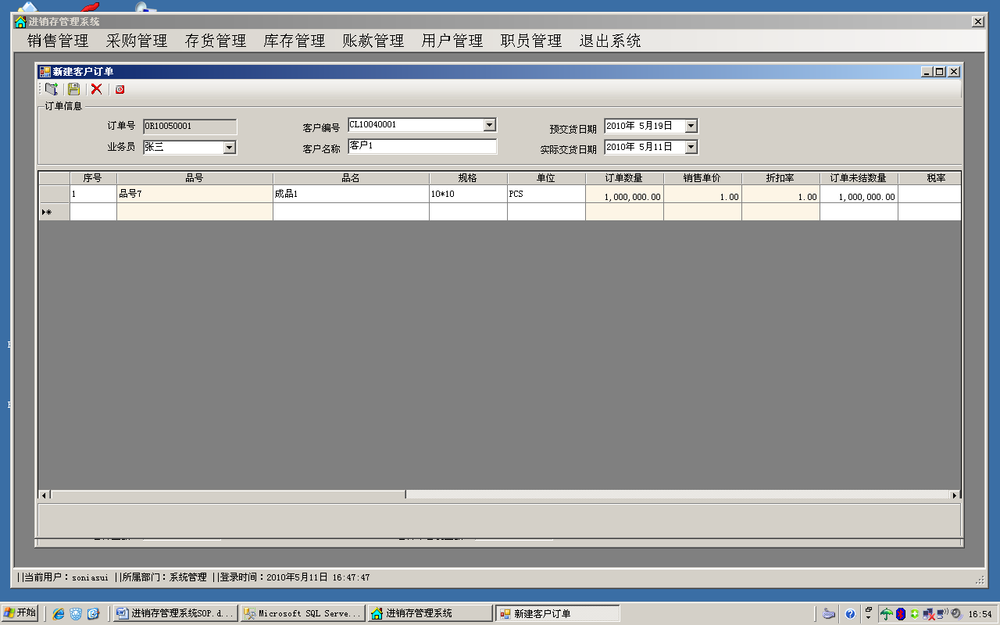 进销存管理系统
销售管理 采购管理 存货管理 库存管理 账款管理 用户管理 职员管理 退出系统
新建客户订单
订单信息
订单号 OR10050001 客户编号 CL10040001 预交货日期 2010年 5月19日
业务员 张三 客户名称 客户1 实际交货日期 2010年 5月11日
序号 品号 品名 规格 单位 订单数量 销售单价 折扣率 订单未结数量 税率
1 品号7 成品1 10*10 PCS 1,000,000.00 1.00 1.00 1,000,000.00
||当前用户：soniasui ||所属部门：系统管理 ||登录时间：2010年5月11日 16:47:47
开始 进销存管理系统SOP.d... Microsoft SQL Serve... 进销存管理系统 新建客户订单 16:54